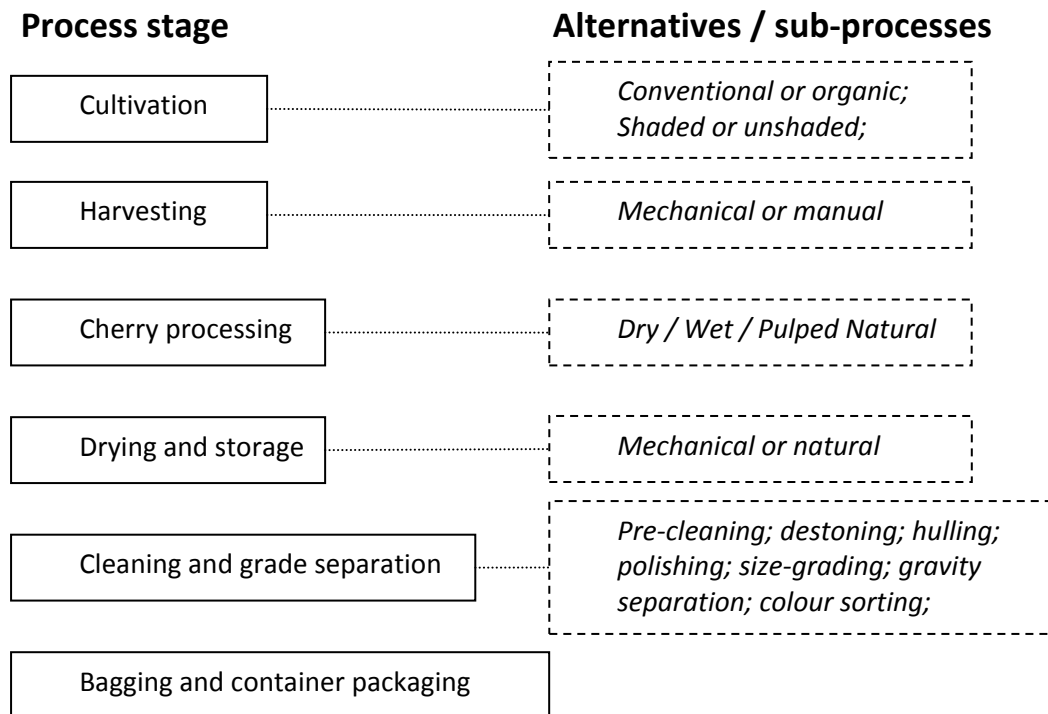 Process stage
Alternatives / sub-processes
Cultivation
Conventional or organic;
Shaded or unshaded;
Harvesting
Mechanical or manual
Cherry processing
Dry / Wet / Pulped Natural
Drying and storage
Mechanical or natural
Cleaning and grade separation
Pre-cleaning; destoning; hulling;
polishing; size-grading; gravity
separation; colour sorting;
Bagging and container packaging